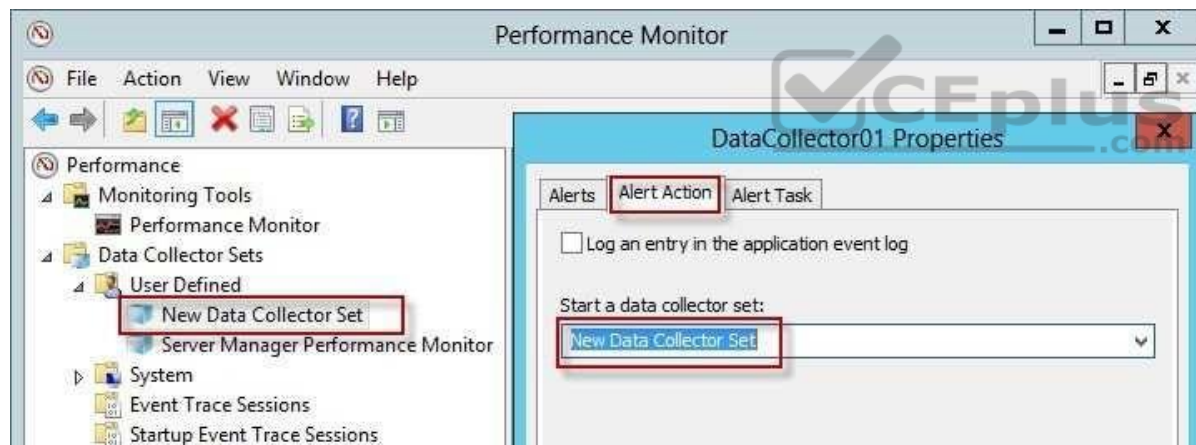 Performance Monitor
File Action View Window Help
CEplus
.com
Performance
Monitoring Tools
Performance Monitor
Data Collector Sets
User Defined
New Data Collector Set
Server Manager Performance Monitor
System
Event Trace Sessions
Startup Event Trace Sessions
DataCollector01 Properties
Alerts Alert Action Alert Task
Log an entry in the application event log
Start a data collector set:
New Data Collector Set